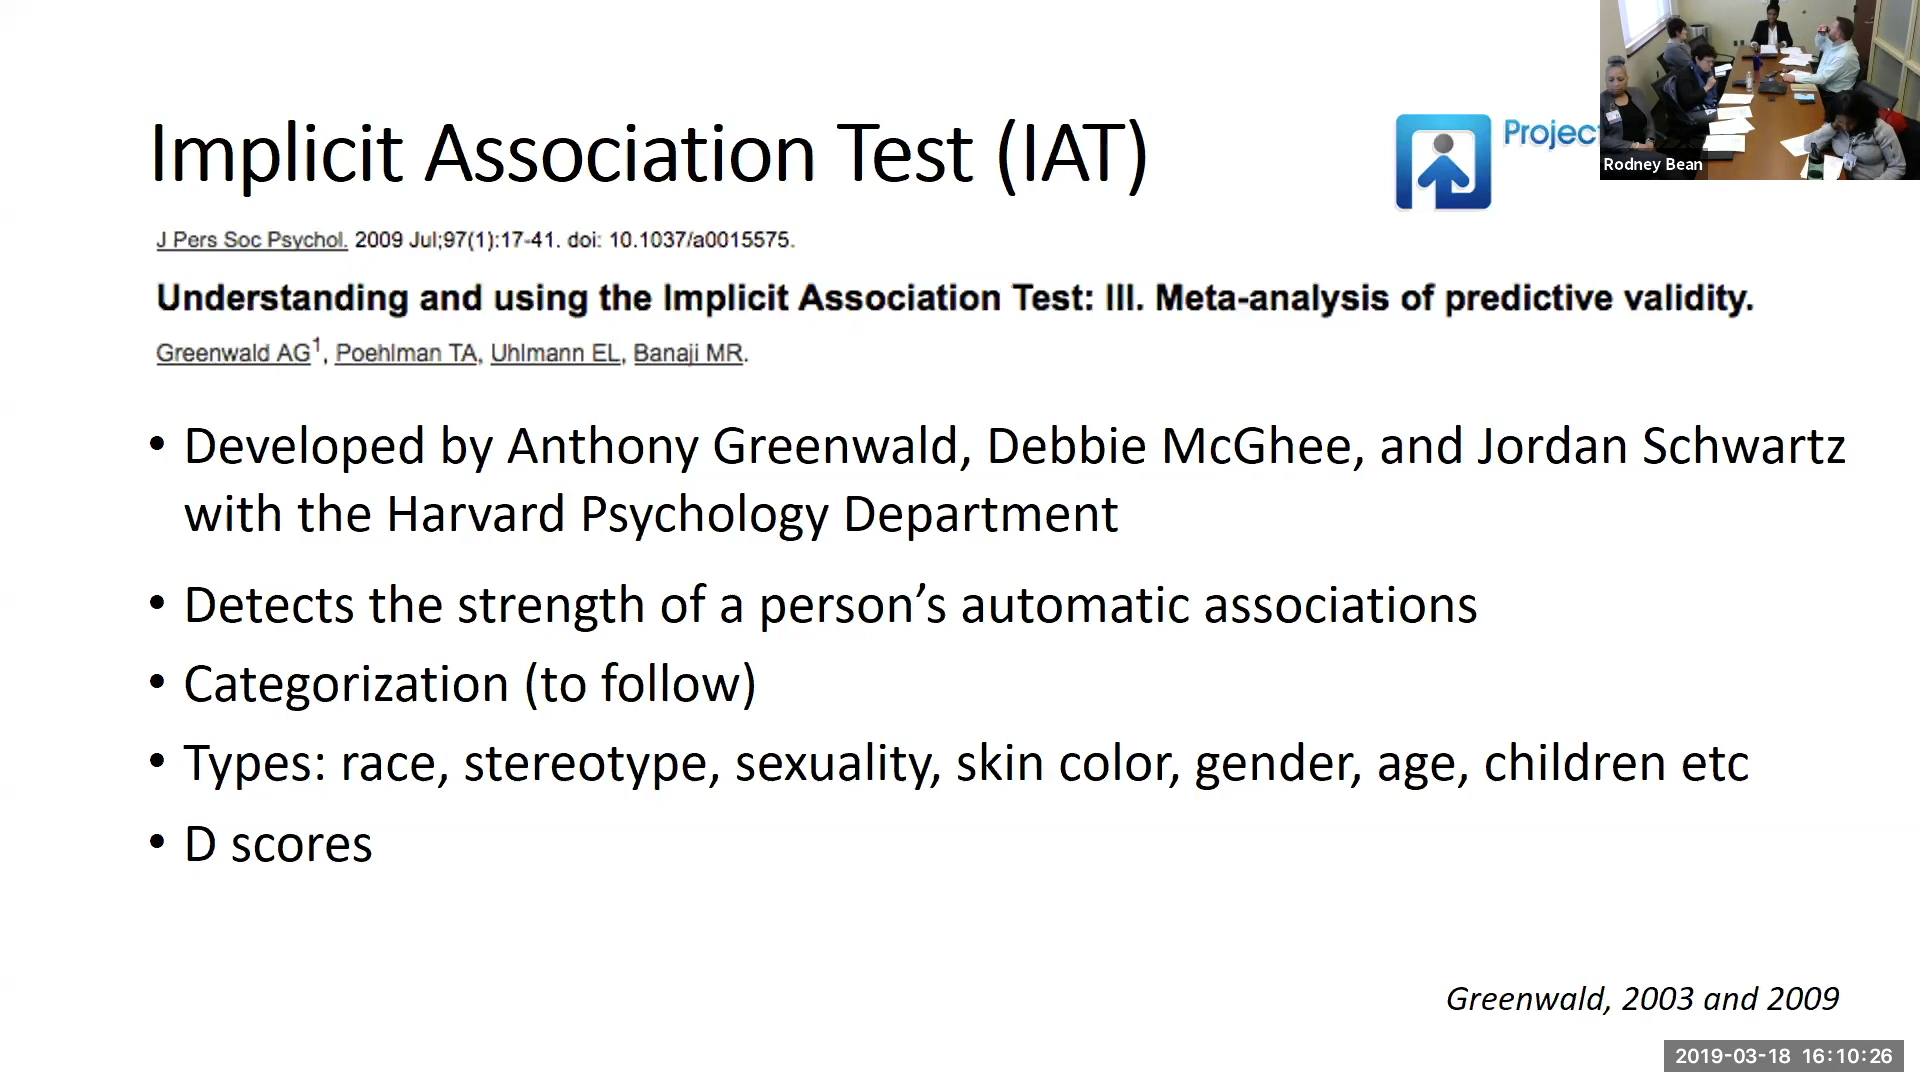 Implicit Association Test (IAT)
Project
Rodney Bean
J Pers Soc Psychol. 2009 Jul;97(1):17-41. doi: 10.1037/a0015575.
Understanding and using the Implicit Association Test: III. Meta-analysis of predictive validity.
Greenwald AG1, Poehlman TA, Uhlmann EL, Banaji MR.
• Developed by Anthony Greenwald, Debbie McGhee, and Jordan Schwartz
with the Harvard Psychology Department
• Detects the strength of a person’s automatic associations
• Categorization (to follow)
• Types: race, stereotype, sexuality, skin color, gender, age, children etc
• D scores
Greenwald, 2003 and 2009
2019-03-18 16:10:26